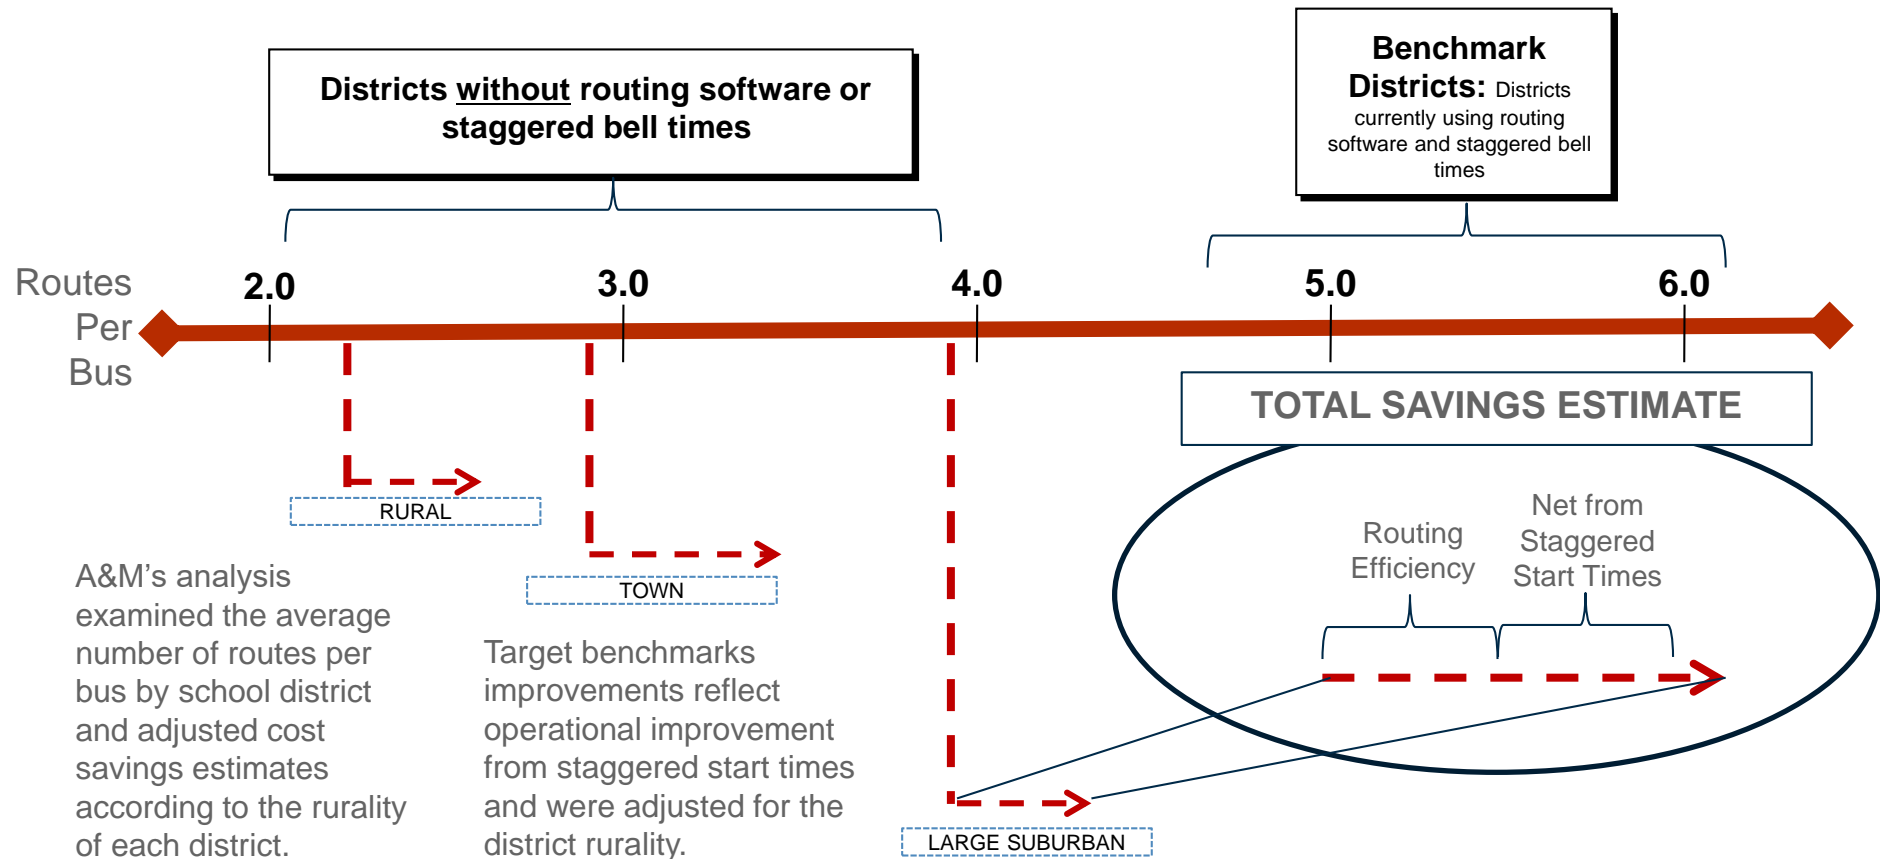 Districts without routing software or
staggered bell times
Benchmark
Districts: Districts
currently using routing
software and staggered bell
times
Routes
Per
Bus
2.0
3.0
4.0
5.0
6.0
TOTAL SAVINGS ESTIMATE
RURAL
TOWN
LARGE SUBURBAN
Routing
Efficiency
Net from
Staggered
Start Times
A&M’s analysis
examined the average
number of routes per
bus by school district
and adjusted cost
savings estimates
according to the rurality
of each district.
Target benchmarks
improvements reflect
operational improvement
from staggered start times
and were adjusted for the
district rurality.